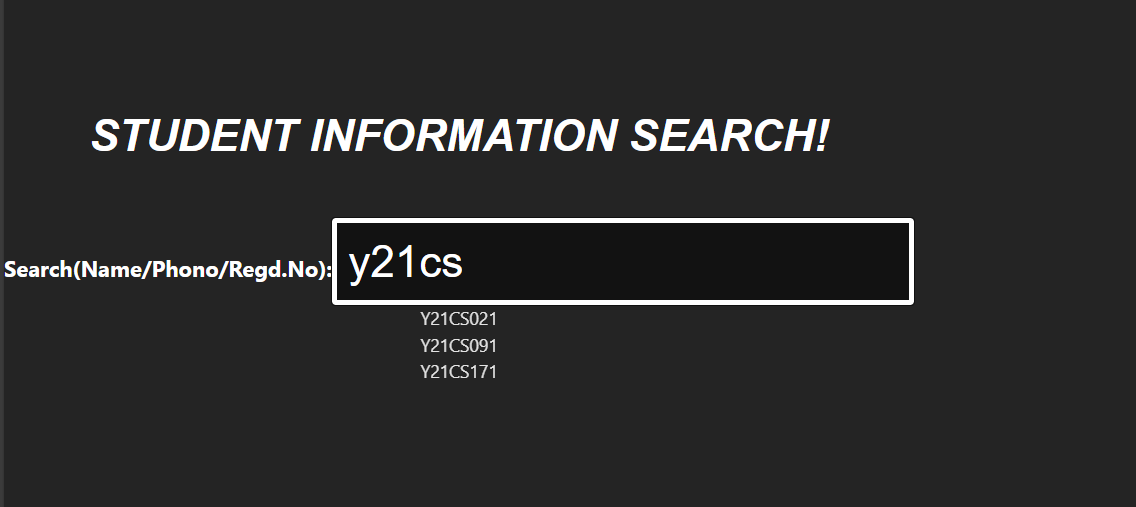 STUDENT INFORMATION SEARCH!
Search(Name/Phono/Regd.No): y21cs
Y21CS021
Y21CS091
Y21CS171